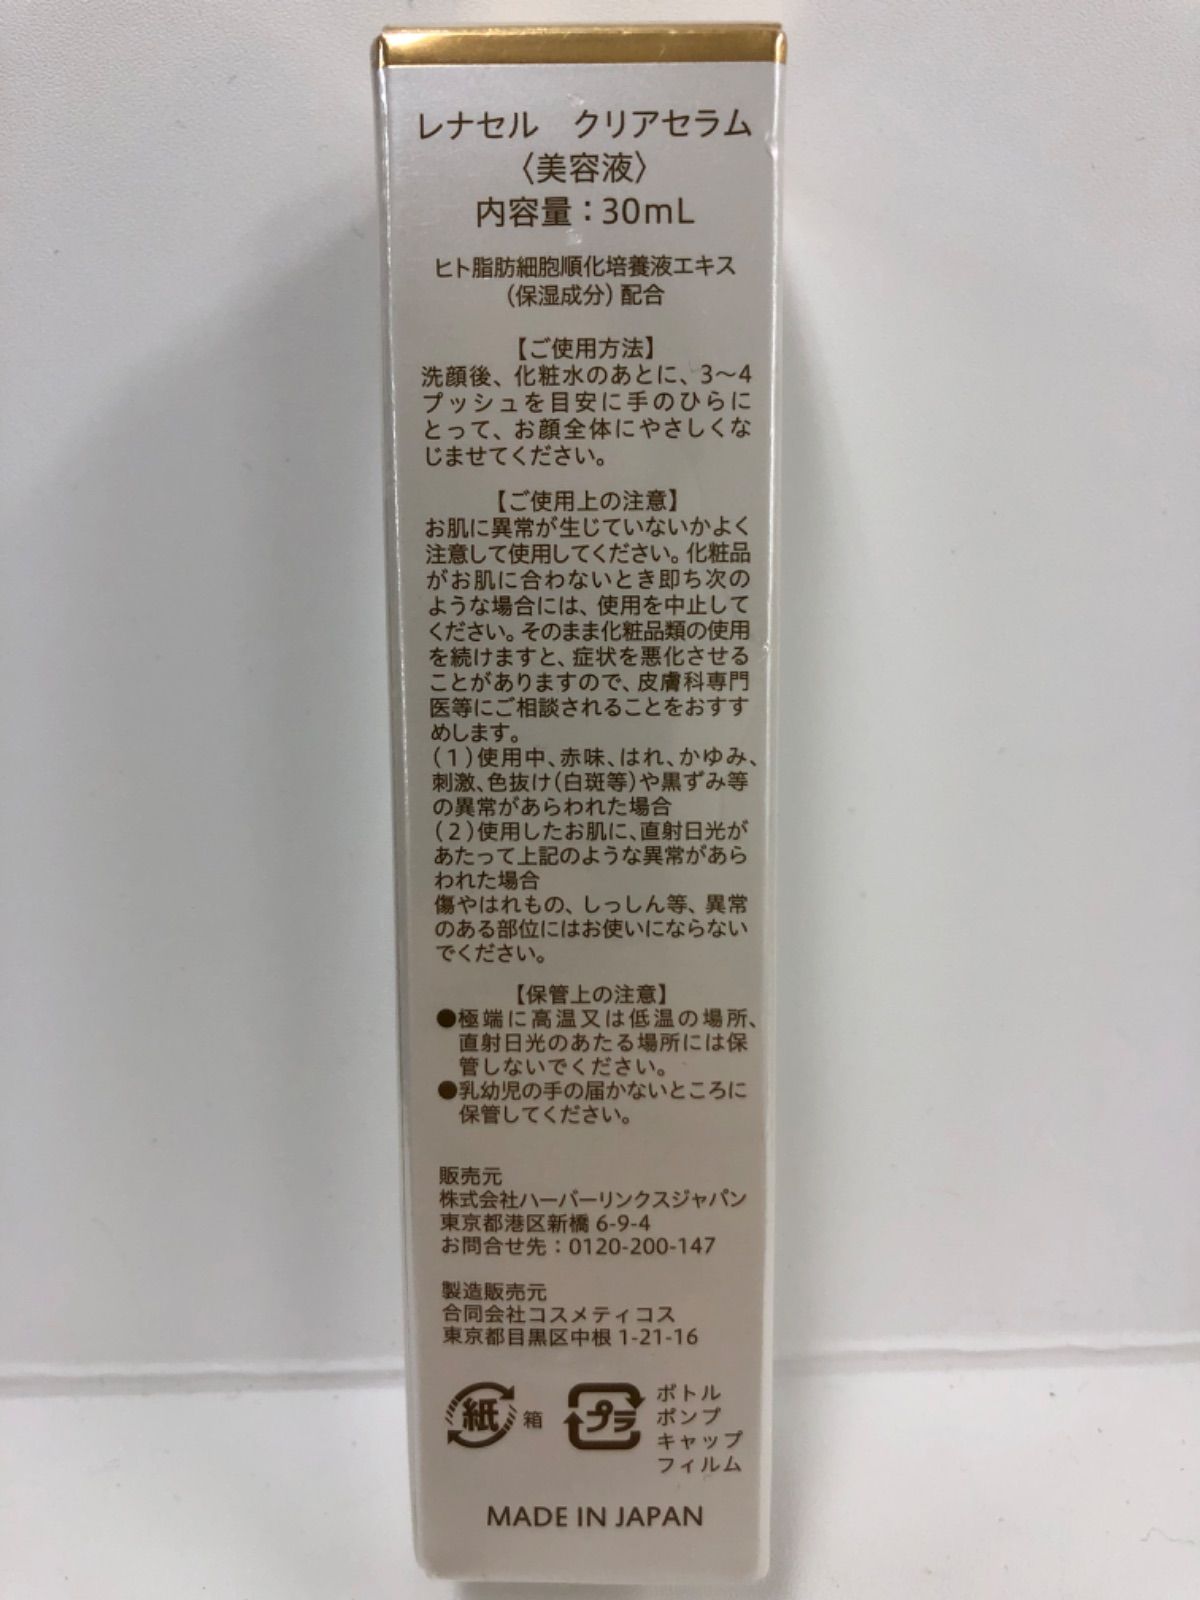 レナセル　クリアセラム
〈美容液〉
内容量：30mL
ヒト脂肪細胞順化培養液エキス
(保湿成分) 配合
【ご使用方法】
洗顔後、化粧水のあとに、3〜4
プッシュを目安に手のひらに
とって、お顔全体にやさしくな
じませてください。
【ご使用上の注意】
お肌に異常が生じていないかよく
注意して使用してください。化粧品
がお肌に合わないとき即ち次の
ような場合には、使用を中止して
ください。そのまま化粧品類の使用
を続けますと、症状を悪化させる
ことがありますので、皮膚科専門
医等にご相談されることをおすす
めします。
(1)使用中、赤味、はれ、かゆみ、
刺激、色抜け(白斑等)や黒ずみ等
の異常があらわれた場合
(2)使用したお肌に、直射日光が
あたって上記のような異常があら
われた場合
傷やはれもの、しっしん等、異常
のある部位にはお使いにならない
でください。
【保管上の注意】
●極端に高温又は低温の場所、
直射日光のあたる場所には保
管しないでください。
●乳幼児の手の届かないところに
保管してください。
販売元
株式会社ハーバーリンクスジャパン
東京都港区新橋 6-9-4
お問合せ先：0120-200-147
製造販売元
合同会社コスメティコス
東京都目黒区中根 1-21-16
紙 箱
プラ ボトル
ポンプ
キャップ
フィルム
MADE IN JAPAN